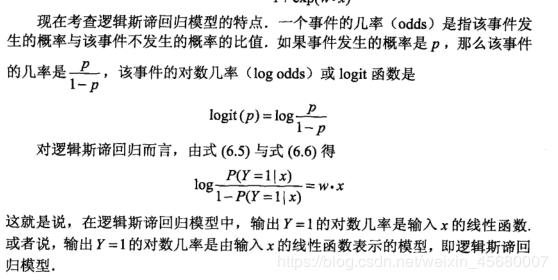 1+exp(w·x)
现在考查逻辑斯谛回归模型的特点．一个事件的几率（odds）是指该事件发
生的概率与该事件不发生的概率的比值．如果事件发生的概率是 p，那么该事件
的几率是 p/(1-p)，该事件的对数几率（log odds）或 logit 函数是
logit(p)=log p/(1-p)
对逻辑斯谛回归而言，由式 (6.5) 与式 (6.6) 得
log P(Y=1|x)/(1-P(Y=1|x))=w·x
这就是说，在逻辑斯谛回归模型中，输出 Y=1 的对数几率是输入 x 的线性函数．
或者说，输出 Y=1 的对数几率是由输入 x 的线性函数表示的模型，即逻辑斯谛回
归模型．
https://blog.csdn.net/weixin_45680007